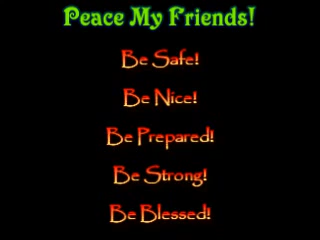 Peace My Friends!
Be Safe!
Be Nice!
Be Prepared!
Be Strong!
Be Blessed!